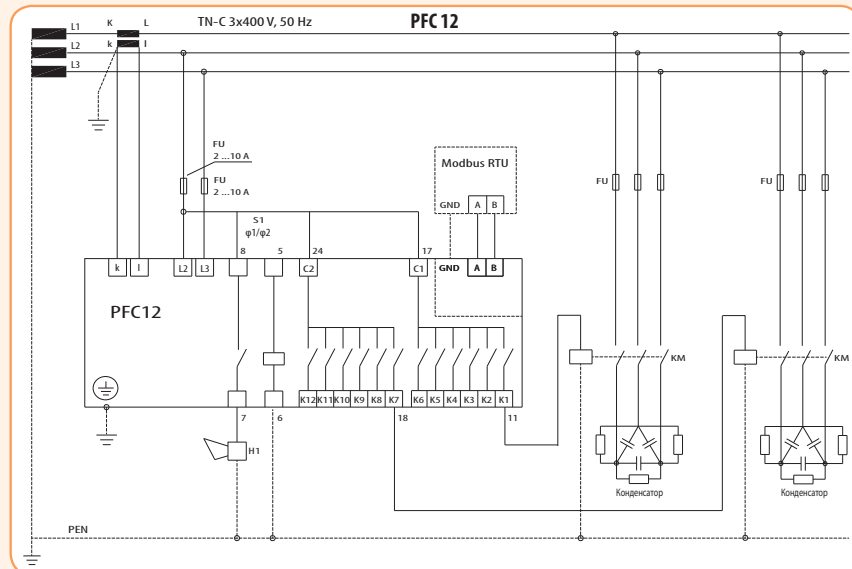 TN-C 3x400 V, 50 Hz
PFC 12
L1
L2
L3
K
L
k
l
FU
2 ...10 A
FU
2 ...10 A
Modbus RTU
GND
A
B
S1
φ1/φ2
8
5
24
17
k
l
L2
L3
C2
C1
GND
A
B
PFC12
K12
K11
K10
K9
K8
K7
K6
K5
K4
K3
K2
K1
7
6
18
11
H1
FU
FU
KM
KM
Конденсатор
Конденсатор
PEN